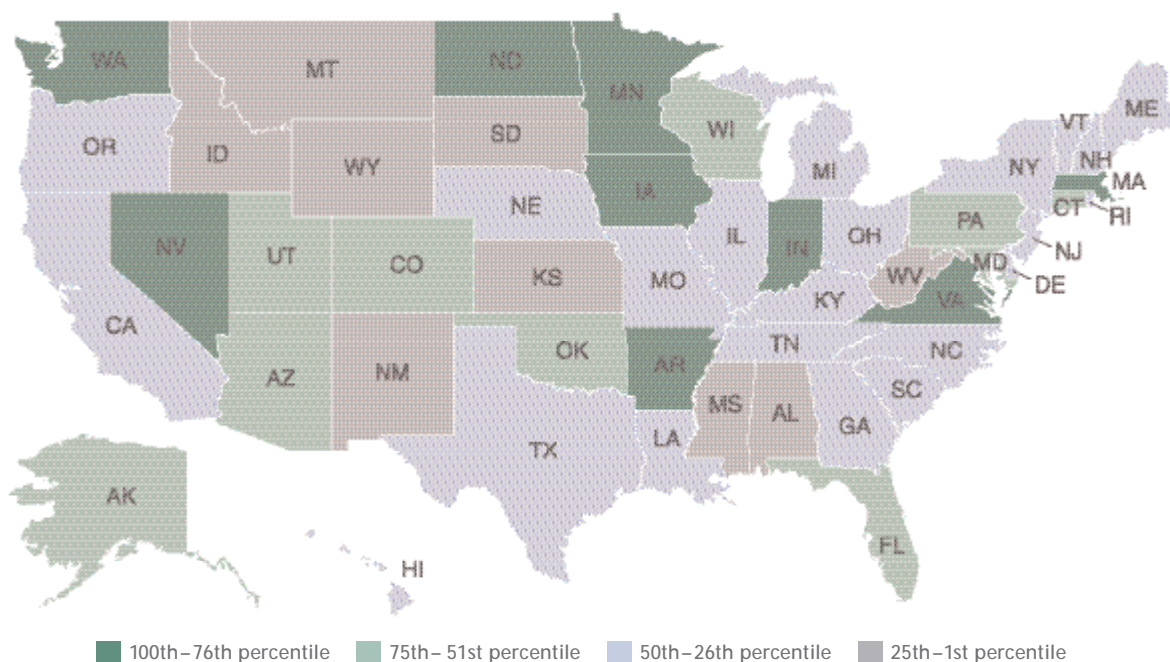 WA
MT
ND
MN
ME
VT
OR
ID
SD
WI
WY
MI
NY
NH
MA
IA
CT
RI
NE
PA
NV
UT
CO
IL
IN
OH
NJ
MD
DE
WV
KS
MO
KY
VA
CA
TN
NC
OK
AR
AZ
NM
SC
MS
AL
GA
LA
TX
AK
FL
HI
100th–76th percentile
75th–51st percentile
50th–26th percentile
25th–1st percentile